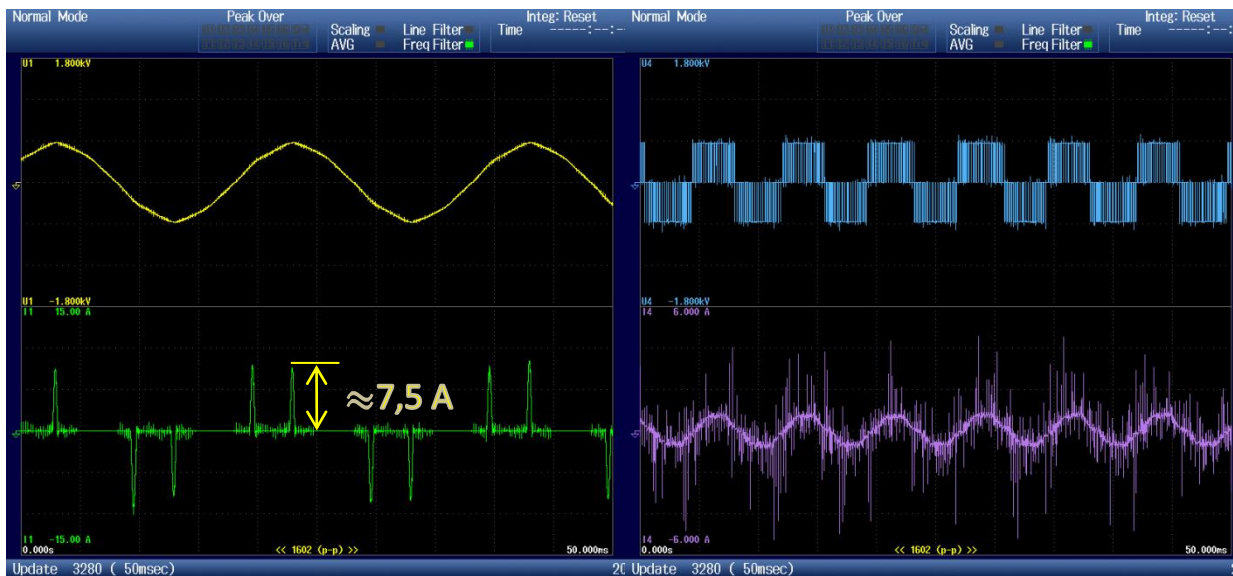 Normal Mode Peak Over Integ: Reset
Scaling Line Filter Time -----:--:-
AVG Freq Filter
U1 1.800kV
U1 -1.800kV
I1 15.00 A
≈7,5 A
I1 -15.00 A
0.000s << 1602 (p-p) >> 50.000ms
Update 3280 ( 50msec)
Normal Mode Peak Over Integ: Reset
Scaling Line Filter Time -----:--:-
AVG Freq Filter
U4 1.800kV
U4 -1.800kV
I4 6.000 A
I4 -6.000 A
0.000s << 1602 (p-p) >> 50.000ms
Update 3280 ( 50msec)